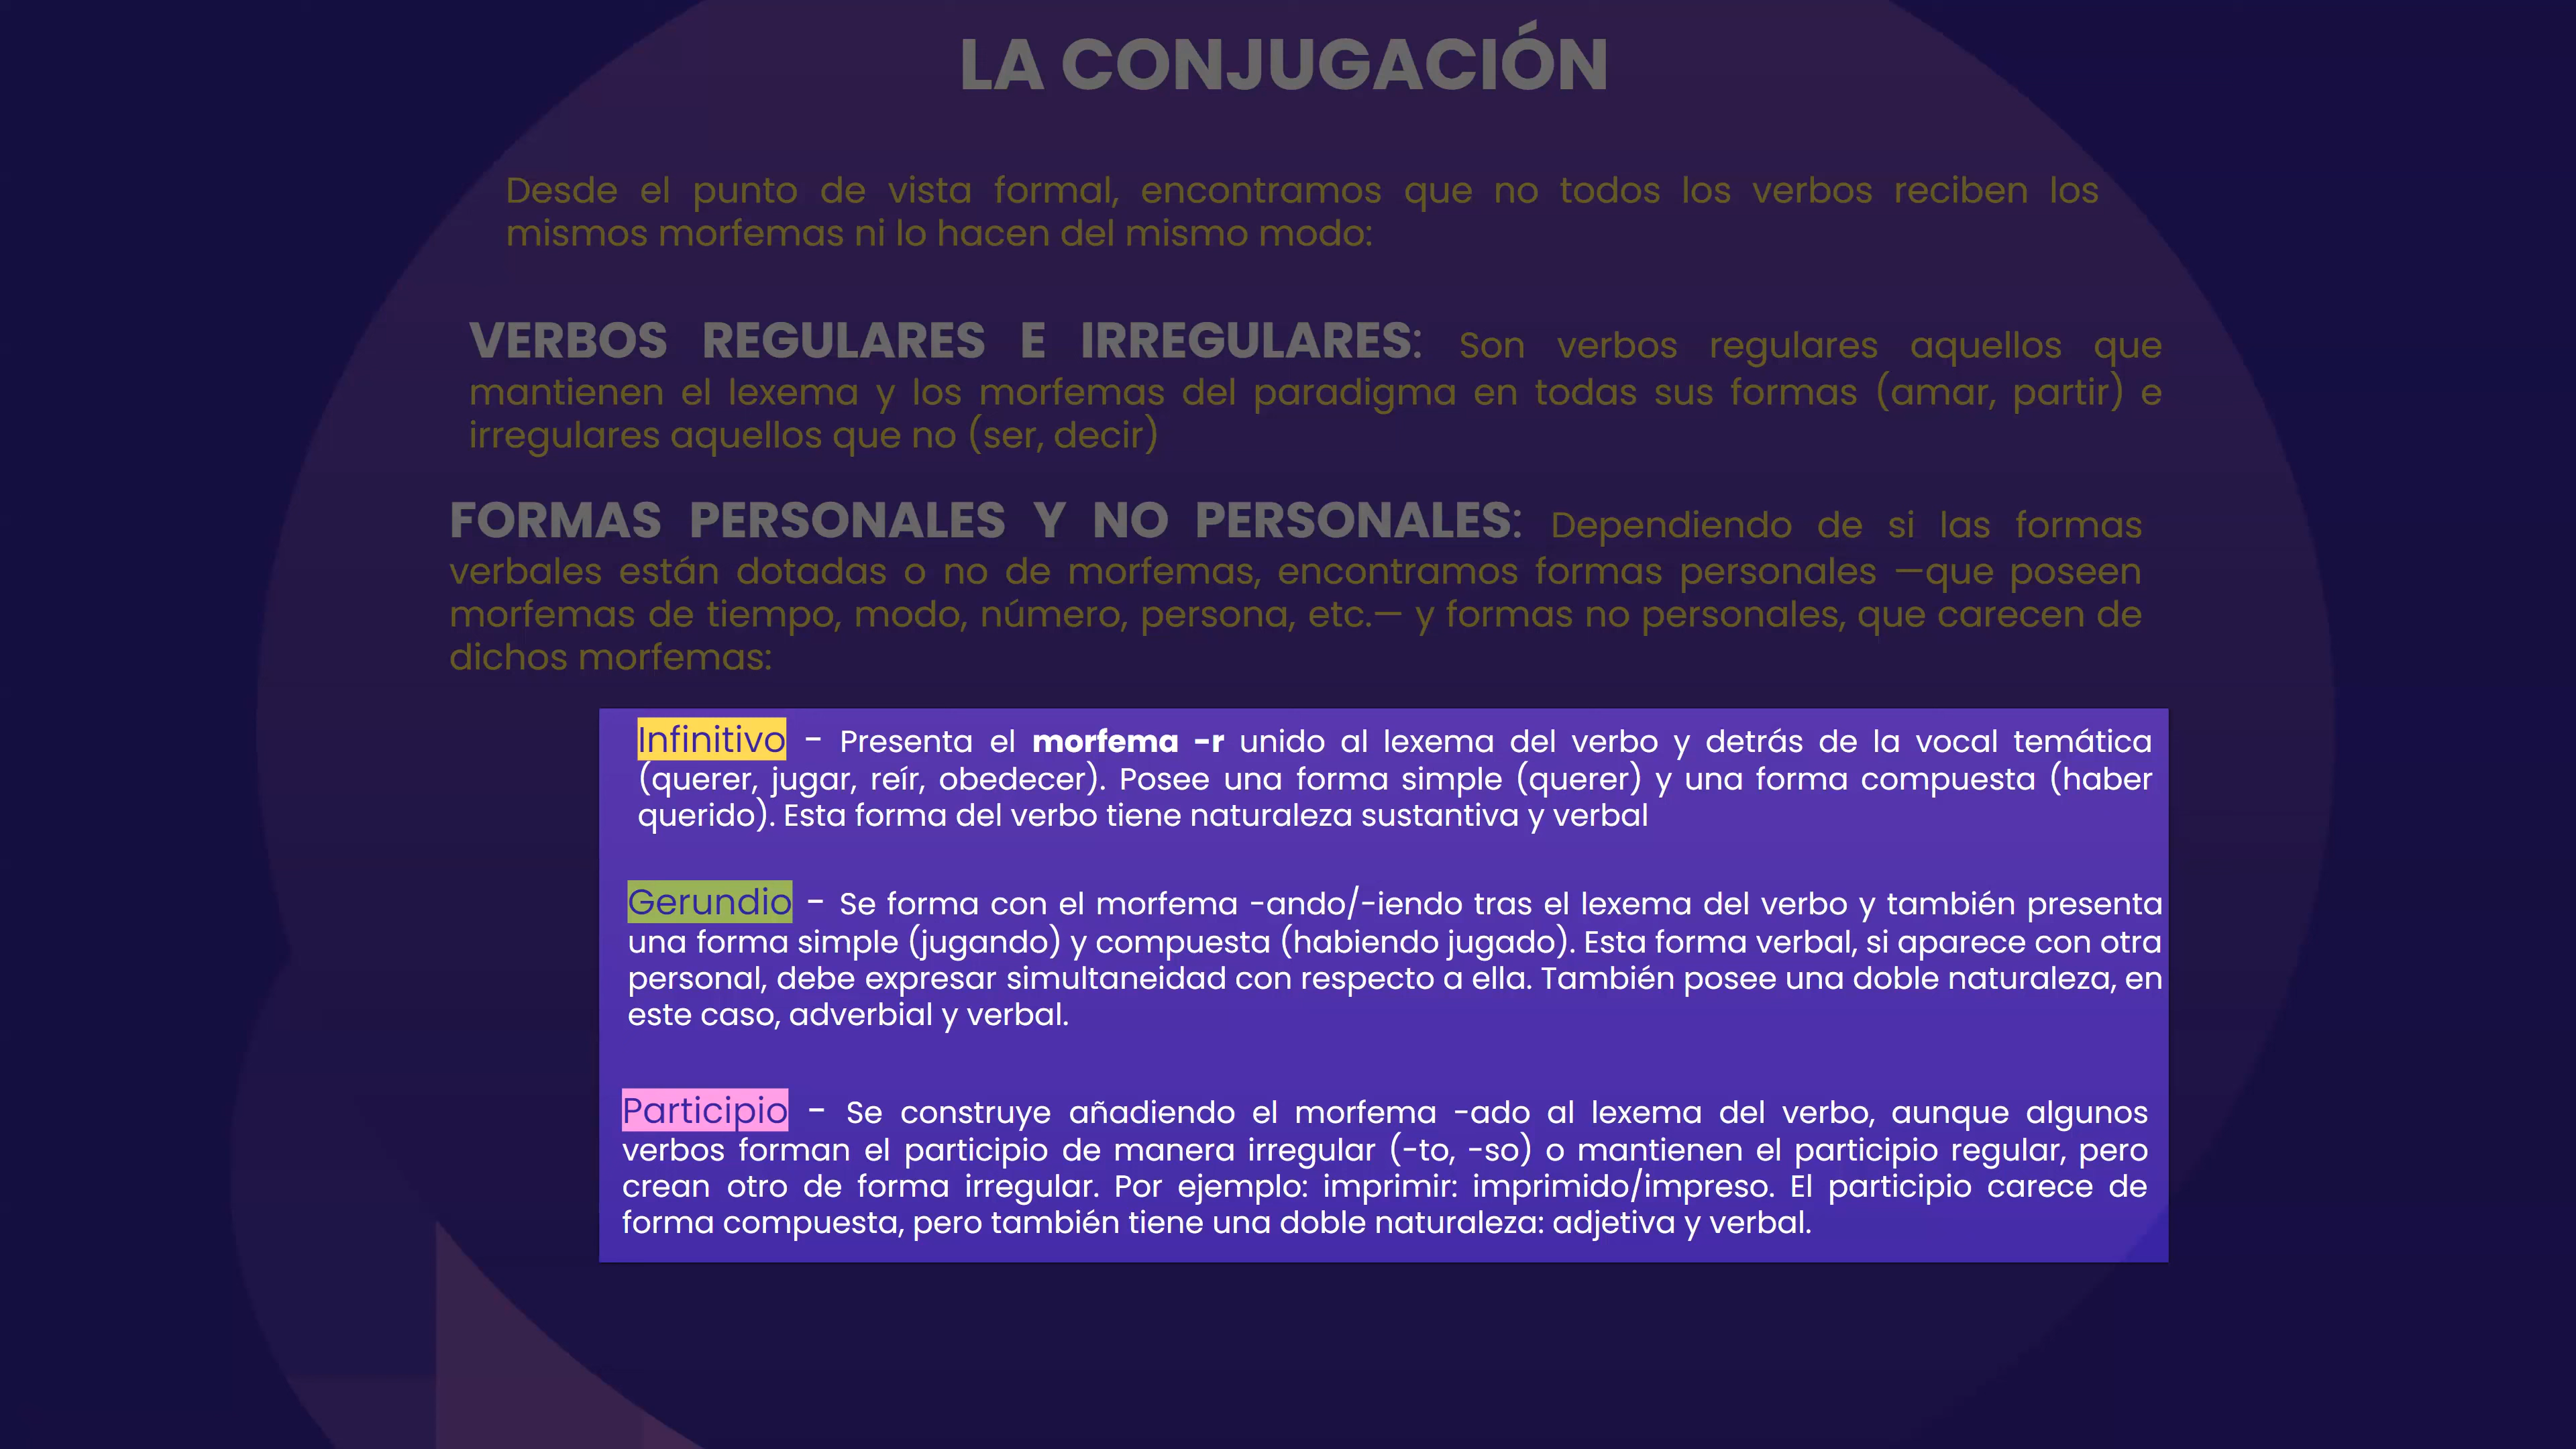 LA CONJUGACIÓN
Desde el punto de vista formal, encontramos que no todos los verbos reciben los
mismos morfemas ni lo hacen del mismo modo:
VERBOS REGULARES E IRREGULARES: Son verbos regulares aquellos que
mantienen el lexema y los morfemas del paradigma en todas sus formas (amar, partir) e
irregulares aquellos que no (ser, decir)
FORMAS PERSONALES Y NO PERSONALES: Dependiendo de si las formas
verbales están dotadas o no de morfemas, encontramos formas personales —que poseen
morfemas de tiempo, modo, número, persona, etc.— y formas no personales, que carecen de
dichos morfemas:
Infinitivo - Presenta el morfema -r unido al lexema del verbo y detrás de la vocal temática
(querer, jugar, reír, obedecer). Posee una forma simple (querer) y una forma compuesta (haber
querido). Esta forma del verbo tiene naturaleza sustantiva y verbal
Gerundio - Se forma con el morfema -ando/-iendo tras el lexema del verbo y también presenta
una forma simple (jugando) y compuesta (habiendo jugado). Esta forma verbal, si aparece con otra
personal, debe expresar simultaneidad con respecto a ella. También posee una doble naturaleza, en
este caso, adverbial y verbal.
Participio - Se construye añadiendo el morfema -ado al lexema del verbo, aunque algunos
verbos forman el participio de manera irregular (-to, -so) o mantienen el participio regular, pero
crean otro de forma irregular. Por ejemplo: imprimir: imprimido/impreso. El participio carece de
forma compuesta, pero también tiene una doble naturaleza: adjetiva y verbal.